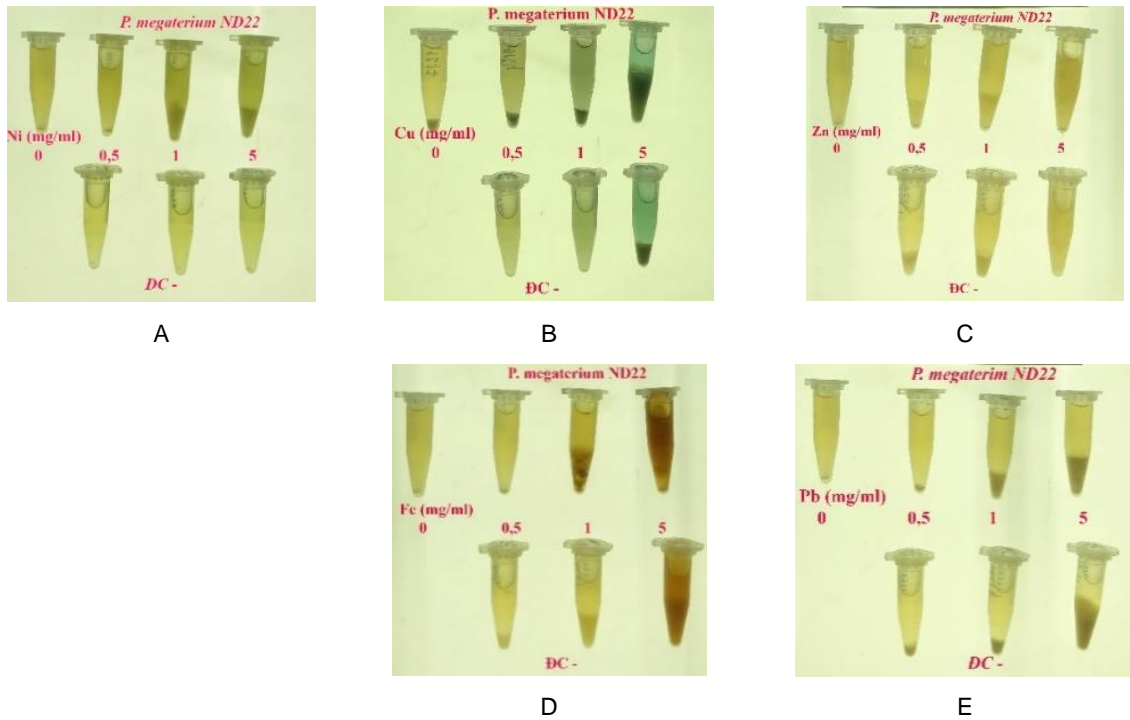 P. megaterium ND22
Ni (mg/ml)
0 0,5 1 5
DC -
A
P. megaterium ND22
Cu (mg/ml)
0 0,5 1 5
ĐC -
B
P. megaterium ND22
Zn (mg/ml)
0 0,5 1 5
ĐC -
C
P. megaterium ND22
Fe (mg/ml)
0 0,5 1 5
ĐC -
D
P. megaterim ND22
Pb (mg/ml)
0 0,5 1 5
ĐC -
E